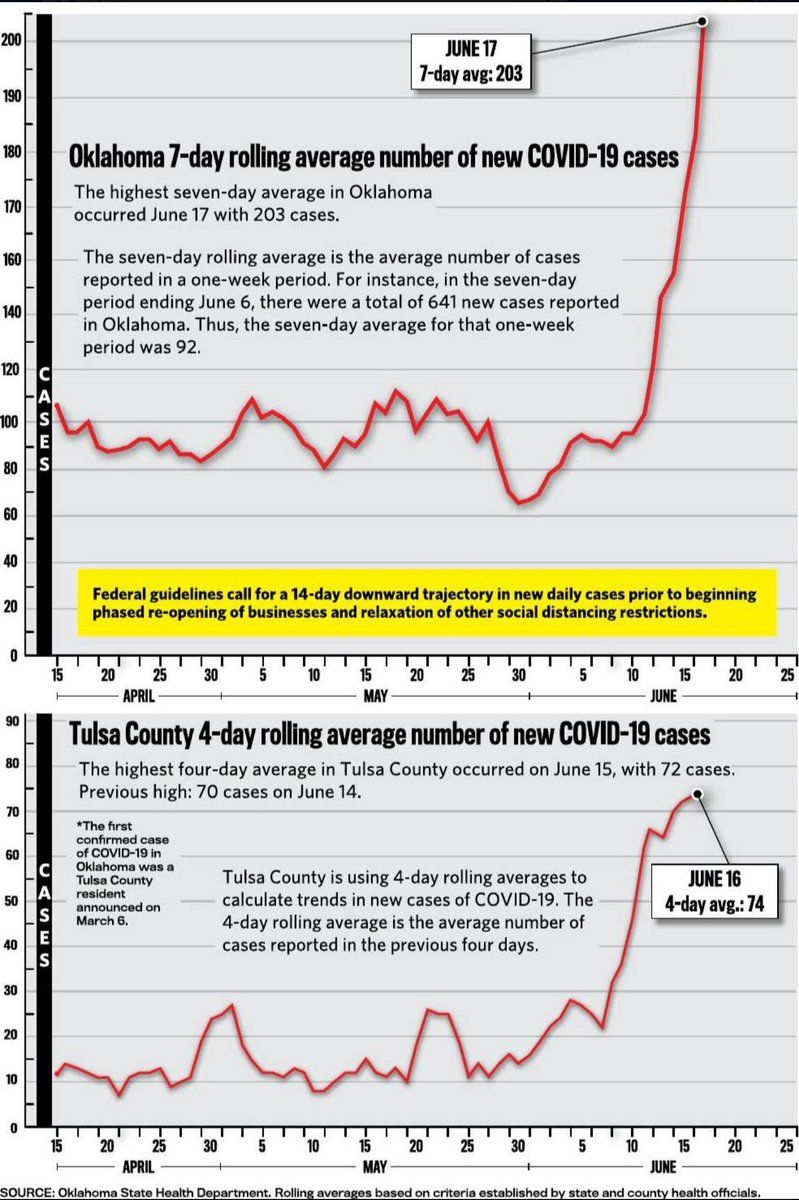 200
190
180
170
160
140
120
100
80
60
40
20
0
CASES
JUNE 17
7-day avg: 203
Oklahoma 7-day rolling average number of new COVID-19 cases
The highest seven-day average in Oklahoma
occurred June 17 with 203 cases.
The seven-day rolling average is the average number of cases
reported in a one-week period. For instance, in the seven-day
period ending June 6, there were a total of 641 new cases reported
in Oklahoma. Thus, the seven-day average for that one-week
period was 92.
Federal guidelines call for a 14-day downward trajectory in new daily cases prior to beginning
phased re-opening of businesses and relaxation of other social distancing restrictions.
15 20 25 30 5 10 15 20 25 30 5 10 15 20 25
APRIL MAY JUNE
90
80
70
60
50
40
30
20
10
0
CASES
Tulsa County 4-day rolling average number of new COVID-19 cases
The highest four-day average in Tulsa County occurred on June 15, with 72 cases.
Previous high: 70 cases on June 14.
*The first
confirmed case
of COVID-19 in
Oklahoma was a
Tulsa County
resident
announced on
March 6.
Tulsa County is using 4-day rolling averages to
calculate trends in new cases of COVID-19. The
4-day rolling average is the average number of
cases reported in the previous four days.
JUNE 16
4-day avg.: 74
15 20 25 30 5 10 15 20 25 30 5 10 15 20 25
APRIL MAY JUNE
SOURCE: Oklahoma State Health Department. Rolling averages based on criteria established by state and county health officials.